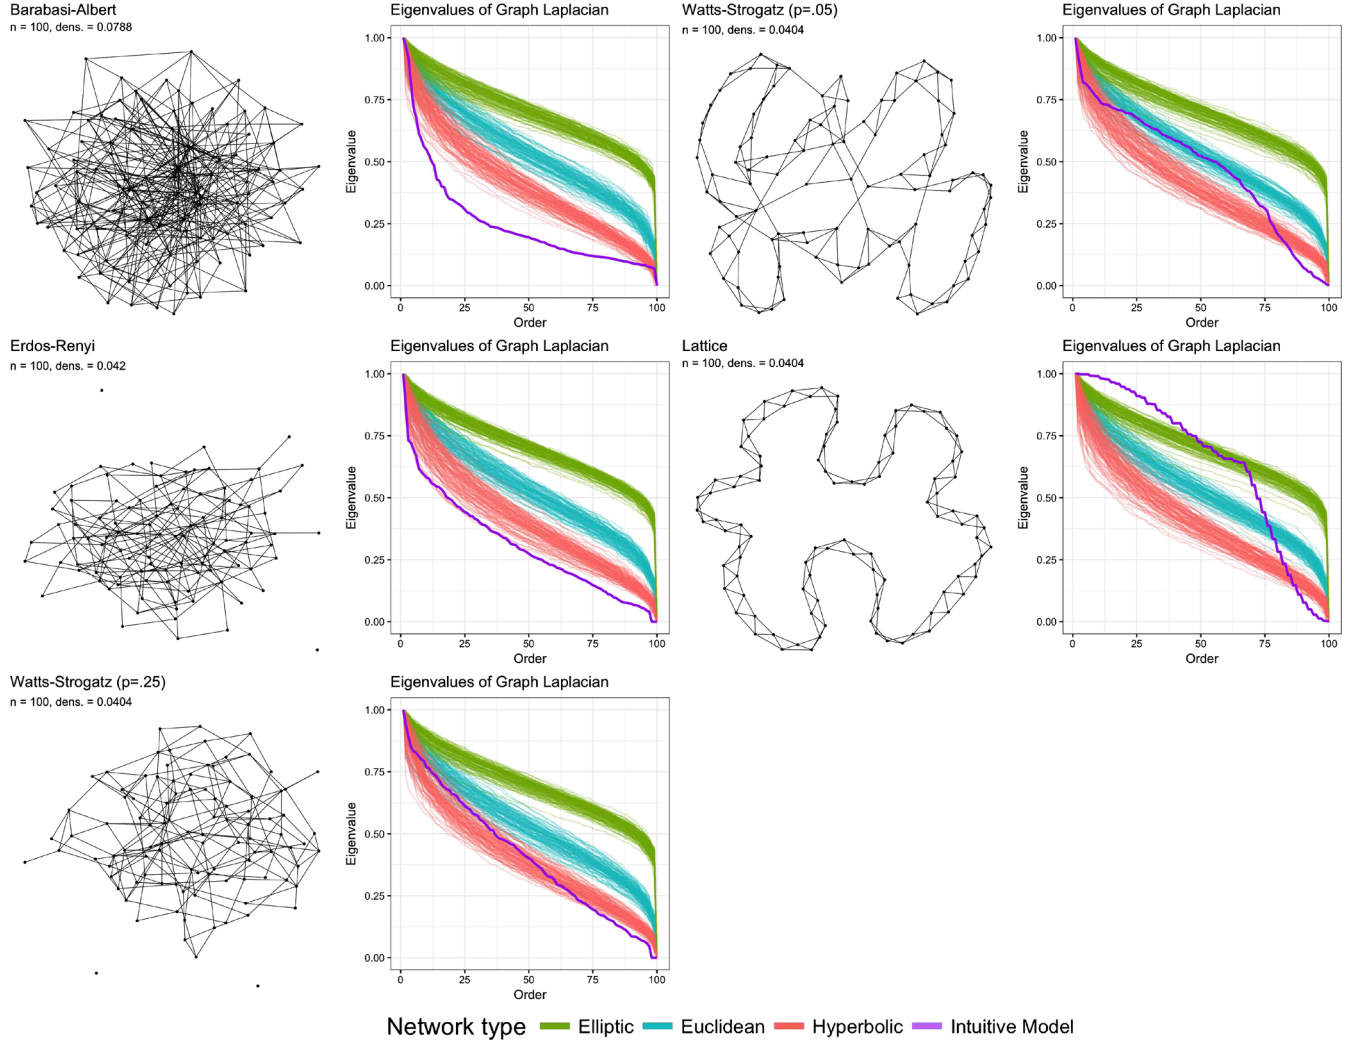 Barabasi-Albert
n = 100, dens. = 0.0788
Eigenvalues of Graph Laplacian
1.00
0.75
0.50
0.25
0.00
Eigenvalue
0
25
50
75
100
Order
Watts-Strogatz (p=.05)
n = 100, dens. = 0.0404
Eigenvalues of Graph Laplacian
1.00
0.75
0.50
0.25
0.00
Eigenvalue
0
25
50
75
100
Order
Erdos-Renyi
n = 100, dens. = 0.042
Eigenvalues of Graph Laplacian
1.00
0.75
0.50
0.25
0.00
Eigenvalue
0
25
50
75
100
Order
Lattice
n = 100, dens. = 0.0404
Eigenvalues of Graph Laplacian
1.00
0.75
0.50
0.25
0.00
Eigenvalue
0
25
50
75
100
Order
Watts-Strogatz (p=.25)
n = 100, dens. = 0.0404
Eigenvalues of Graph Laplacian
1.00
0.75
0.50
0.25
0.00
Eigenvalue
0
25
50
75
100
Order
Network type Elliptic Euclidean Hyperbolic Intuitive Model